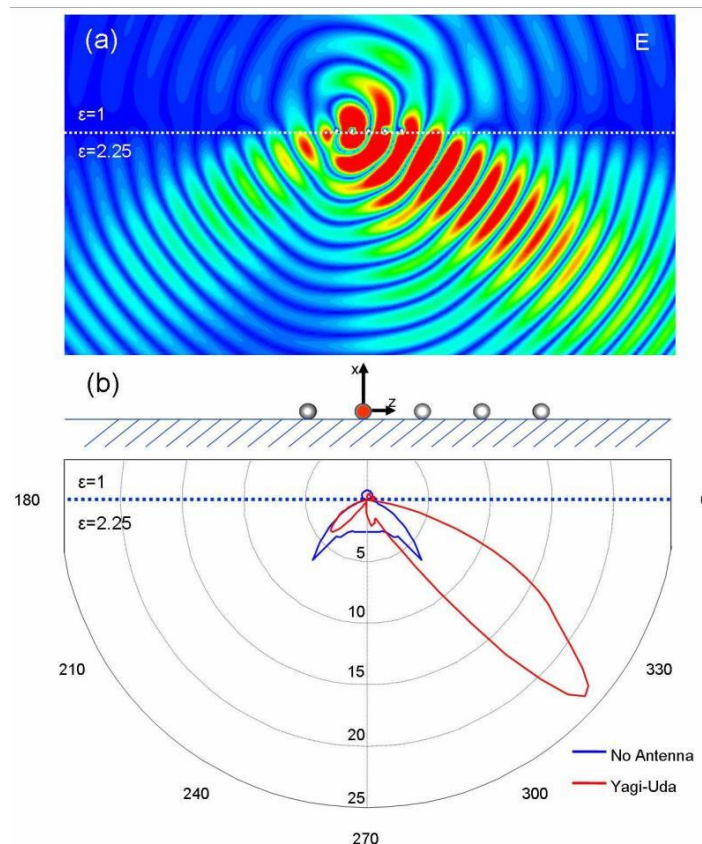 (a)
E
ε=1
ε=2.25
(b)
x
z
180
ε=1
ε=2.25
0
5
10
15
20
25
210
330
240
300
270
No Antenna
Yagi-Uda